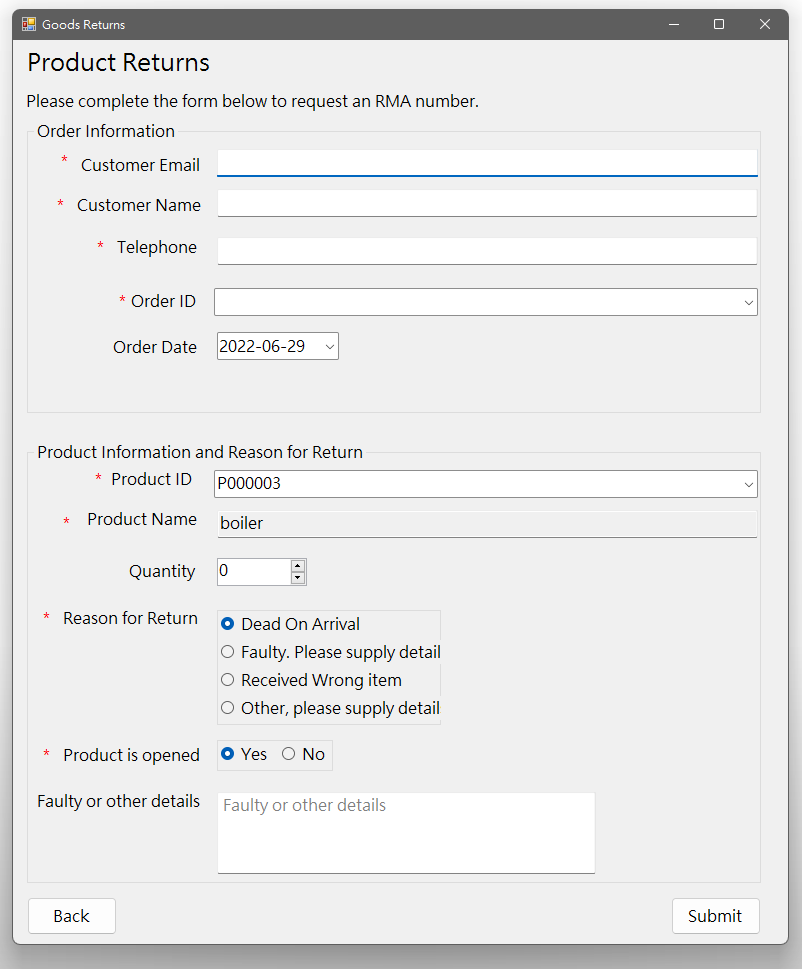 Goods Returns
Product Returns
Please complete the form below to request an RMA number.
Order Information
* Customer Email
* Customer Name
* Telephone
* Order ID
Order Date 2022-06-29
Product Information and Reason for Return
* Product ID P000003
* Product Name boiler
Quantity 0
* Reason for Return Dead On Arrival
Faulty. Please supply detail
Received Wrong item
Other, please supply detail
* Product is opened Yes No
Faulty or other details Faulty or other details
Back Submit